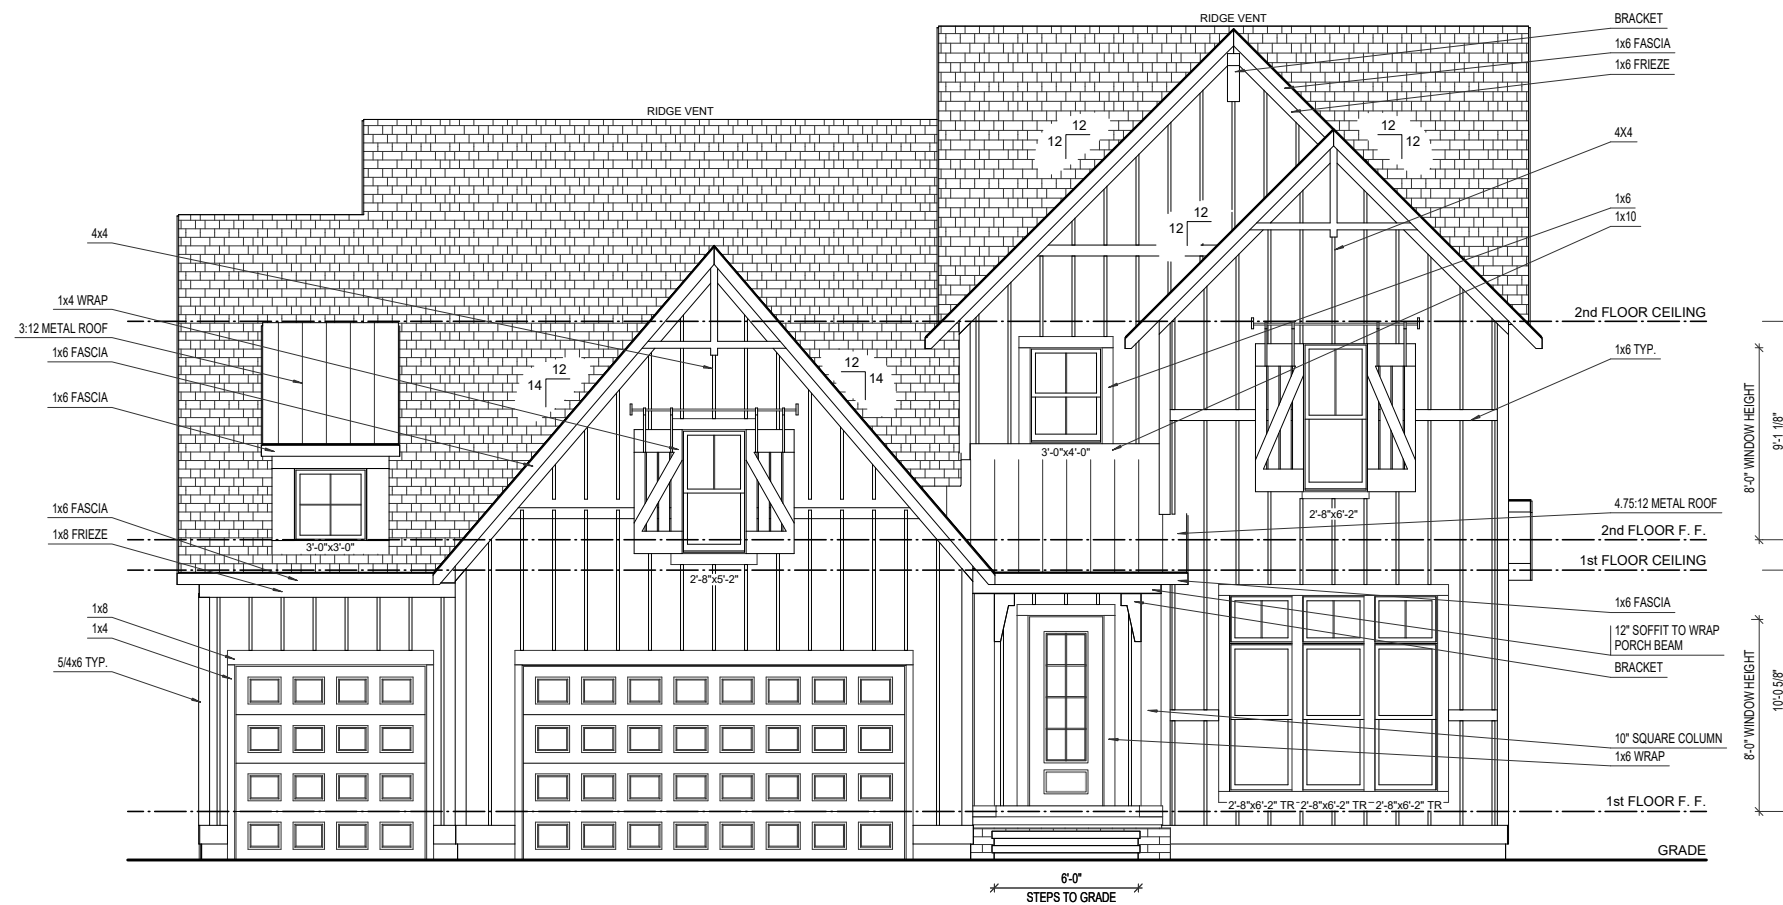 RIDGE VENT
BRACKET
1x6 FASCIA
1x6 FRIEZE
RIDGE VENT
12
12
12
12
4X4
1x6
1x10
12
12
4x4
1x4 WRAP
3:12 METAL ROOF
1x6 FASCIA
1x6 FASCIA
2nd FLOOR CEILING
1x6 TYP.
12
14
12
14
8'-0" WINDOW HEIGHT
9'-1 1/8"
3'-0"x4'-0"
1x6 FASCIA
1x8 FRIEZE
4.75:12 METAL ROOF
2'-8"x6'-2"
2nd FLOOR F. F.
3'-0"x3'-0"
1st FLOOR CEILING
2'-8"x5'-2"
1x8
1x4
5/4x6 TYP.
1x6 FASCIA
12" SOFFIT TO WRAP
PORCH BEAM
BRACKET
8'-0" WINDOW HEIGHT
10'-0 5/8"
10" SQUARE COLUMN
1x6 WRAP
2'-8"x6'-2" TR
2'-8"x6'-2" TR
2'-8"x6'-2" TR
1st FLOOR F. F.
GRADE
6'-0"
STEPS TO GRADE